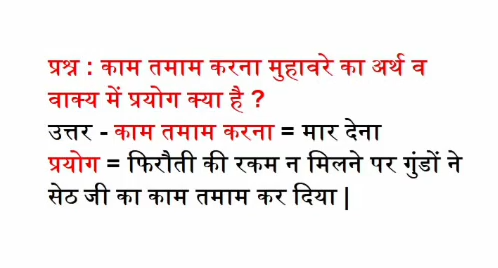 प्रश्न : काम तमाम करना मुहावरे का अर्थ व
वाक्य में प्रयोग क्या है ?
उत्तर - काम तमाम करना = मार देना
प्रयोग = फिरौती की रकम न मिलने पर गुंडों ने
सेठ जी का काम तमाम कर दिया |